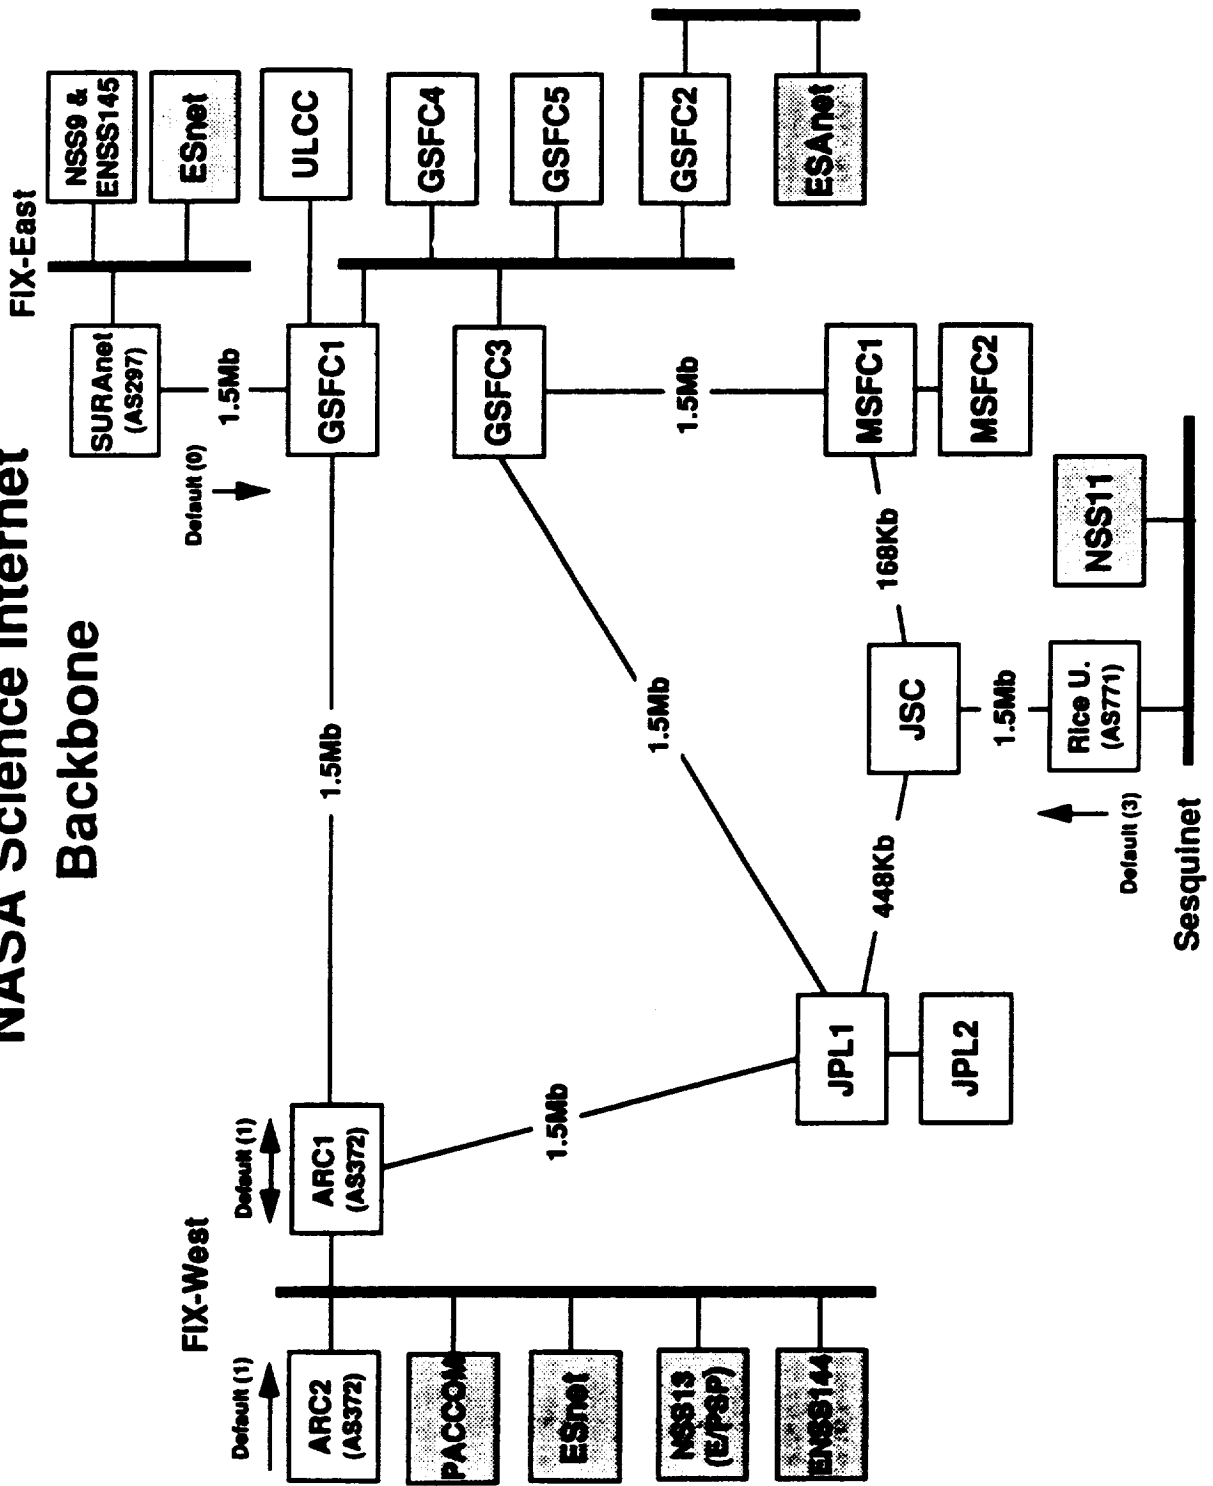 NASA Science Internet
Backbone
FIX-West
FIX-East
Default (1)
ARC2
(AS372)
PACCOM
ESnet
NSS13
(E/PSP)
ENSS144
Default (1)
ARC1
(AS372)
1.5Mb
1.5Mb
JPL1
JPL2
1.5Mb
448Kb
JSC
168Kb
1.5Mb
Rice U.
(AS771)
Default (3)
Sesquinet
NSS11
Default (0)
SURAnet
(AS297)
1.5Mb
GSFC1
GSFC3
1.5Mb
MSFC1
MSFC2
NSS9 &
ENSS145
ESnet
ULCC
GSFC4
GSFC5
GSFC2
ESAnet